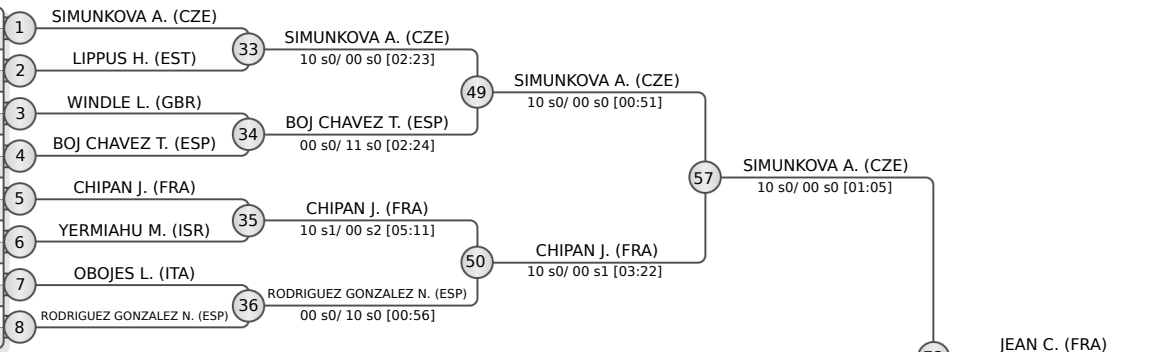 1 SIMUNKOVA A. (CZE)
2 LIPPUS H. (EST)
33 SIMUNKOVA A. (CZE)
10 s0/ 00 s0 [02:23]
3 WINDLE L. (GBR)
4 BOJ CHAVEZ T. (ESP)
34 BOJ CHAVEZ T. (ESP)
00 s0/ 11 s0 [02:24]
49 SIMUNKOVA A. (CZE)
10 s0/ 00 s0 [00:51]
5 CHIPAN J. (FRA)
6 YERMIAHU M. (ISR)
35 CHIPAN J. (FRA)
10 s1/ 00 s2 [05:11]
7 OBOJES L. (ITA)
8 RODRIGUEZ GONZALEZ N. (ESP)
36 RODRIGUEZ GONZALEZ N. (ESP)
00 s0/ 10 s0 [00:56]
50 CHIPAN J. (FRA)
10 s0/ 00 s1 [03:22]
57 SIMUNKOVA A. (CZE)
10 s0/ 00 s0 [01:05]
JEAN C. (FRA)